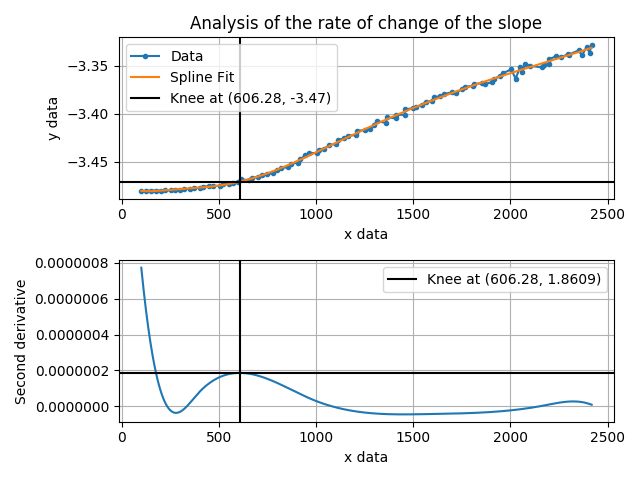 Analysis of the rate of change of the slope
Data
Spline Fit
Knee at (606.28, -3.47)
−3.35
−3.40
−3.45
y data
0 500 1000 1500 2000 2500
x data
Knee at (606.28, 1.8609)
0.0000008
0.0000006
0.0000004
0.0000002
0.0000000
Second derivative
0 500 1000 1500 2000 2500
x data